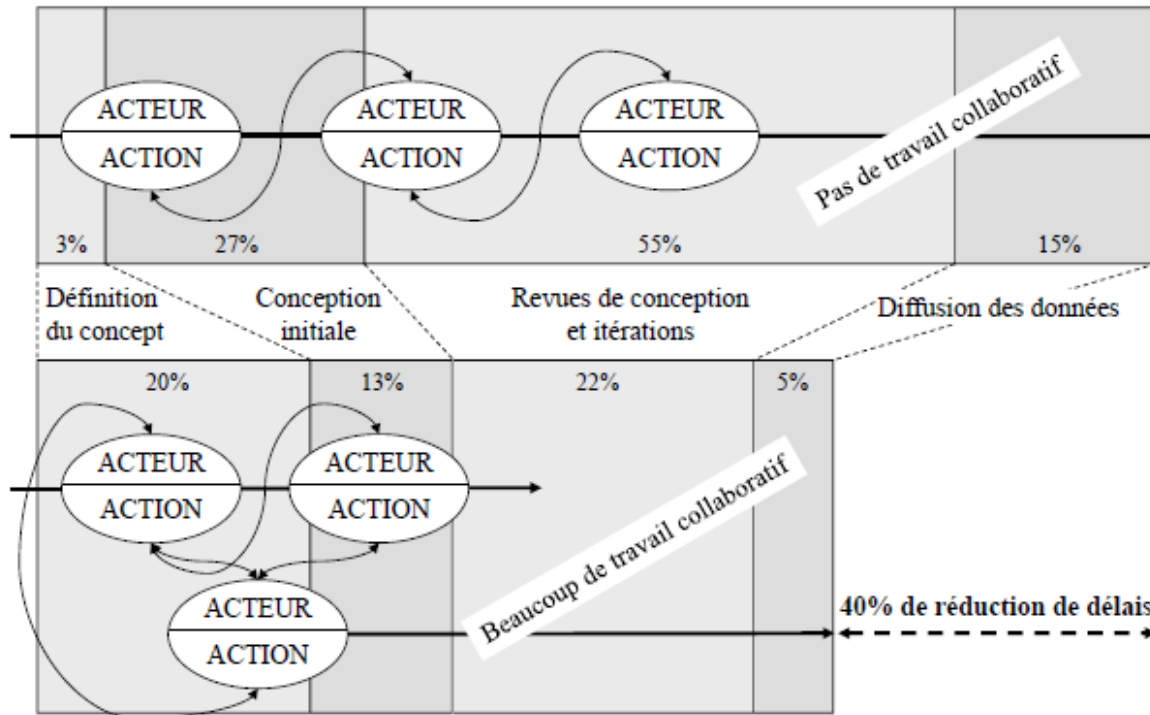 ACTEUR
ACTION
ACTEUR
ACTION
ACTEUR
ACTION
Pas de travail collaboratif
3%
27%
55%
15%
Définition
du concept
Conception
initiale
Revues de conception
et itérations
Diffusion des données
20%
13%
22%
5%
ACTEUR
ACTION
ACTEUR
ACTION
ACTEUR
ACTION
Beaucoup de travail collaboratif
40% de réduction de délais